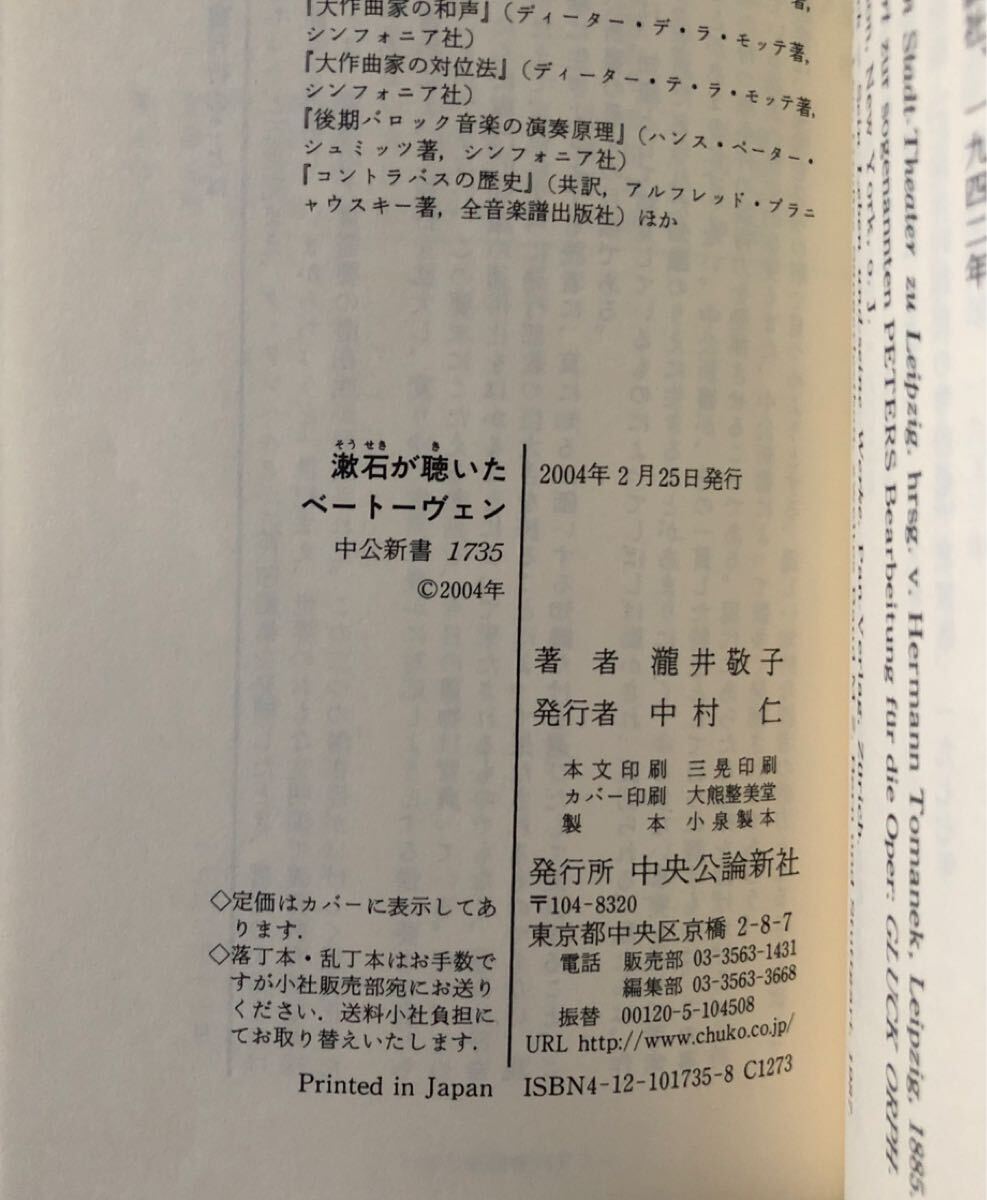 『大作曲家の和声』(ディーター・デ・ラ・モッテ著,
シンフォニア社)
『大作曲家の対位法』(ディーター・テ・ラ・モッテ著,
シンフォニア社)
『後期バロック音楽の演奏原理』(ハンス・ペーター・
シュミッツ著, シンフォニア社)
『コントラバスの歴史』(共訳, アルフレッド・プラニ
ャウスキー著, 全音楽譜出版社) ほか
そうせき き
漱石が聴いた
ベートーヴェン
中公新書 1735
©2004年
2004年2月25日発行
著 者 瀧井敬子
発行者 中村 仁
本文印刷 三晃印刷
カバー印刷 大熊整美堂
製 本 小泉製本
発行所 中央公論新社
〒104-8320
東京都中央区京橋 2-8-7
電話 販売部 03-3563-1431
編集部 03-3563-3668
振替 00120-5-104508
URL http://www.chuko.co.jp/
◇定価はカバーに表示してあ
ります.
◇落丁本・乱丁本はお手数で
すが小社販売部宛にお送り
ください. 送料小社負担に
てお取り替えいたします.
Printed in Japan ISBN4-12-101735-8 C1273
一九四二年
Stadt-Theater zu Leipzig. hrsg. v. Hermann Tomanek, Leipzig, 1885.
zur sogenannten PETERS Bearbeitung für die Oper: GLUCK ORPH-
New York, o. J.
Sein Leben und seine Werke. Pan-Verlag, Zürich,